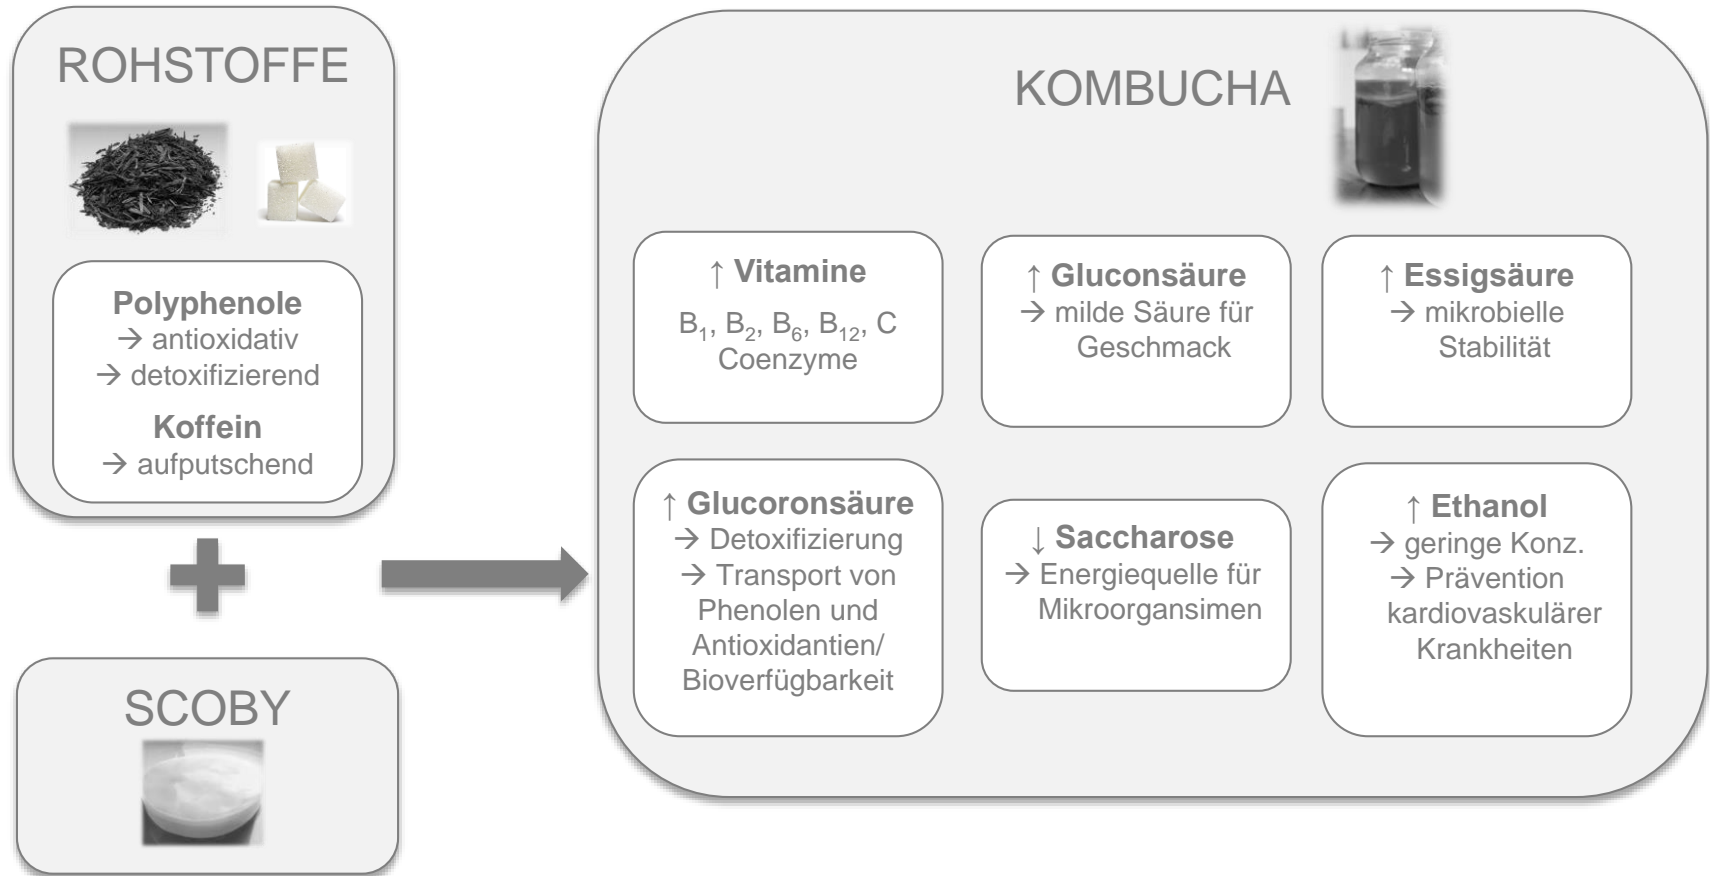 ROHSTOFFE
Polyphenole
→ antioxidativ
→ detoxifizierend
Koffein
→ aufputschend
SCOBY
KOMBUCHA
↑ Vitamine
B₁, B₂, B₆, B₁₂, C
Coenzyme
↑ Gluconsäure
→ milde Säure für
Geschmack
↑ Essigsäure
→ mikrobielle
Stabilität
↑ Glucoronsäure
→ Detoxifizierung
→ Transport von
Phenolen und
Antioxidantien/
Bioverfügbarkeit
↓ Saccharose
→ Energiequelle für
Mikroorgansimen
↑ Ethanol
→ geringe Konz.
→ Prävention
kardiovaskulärer
Krankheiten